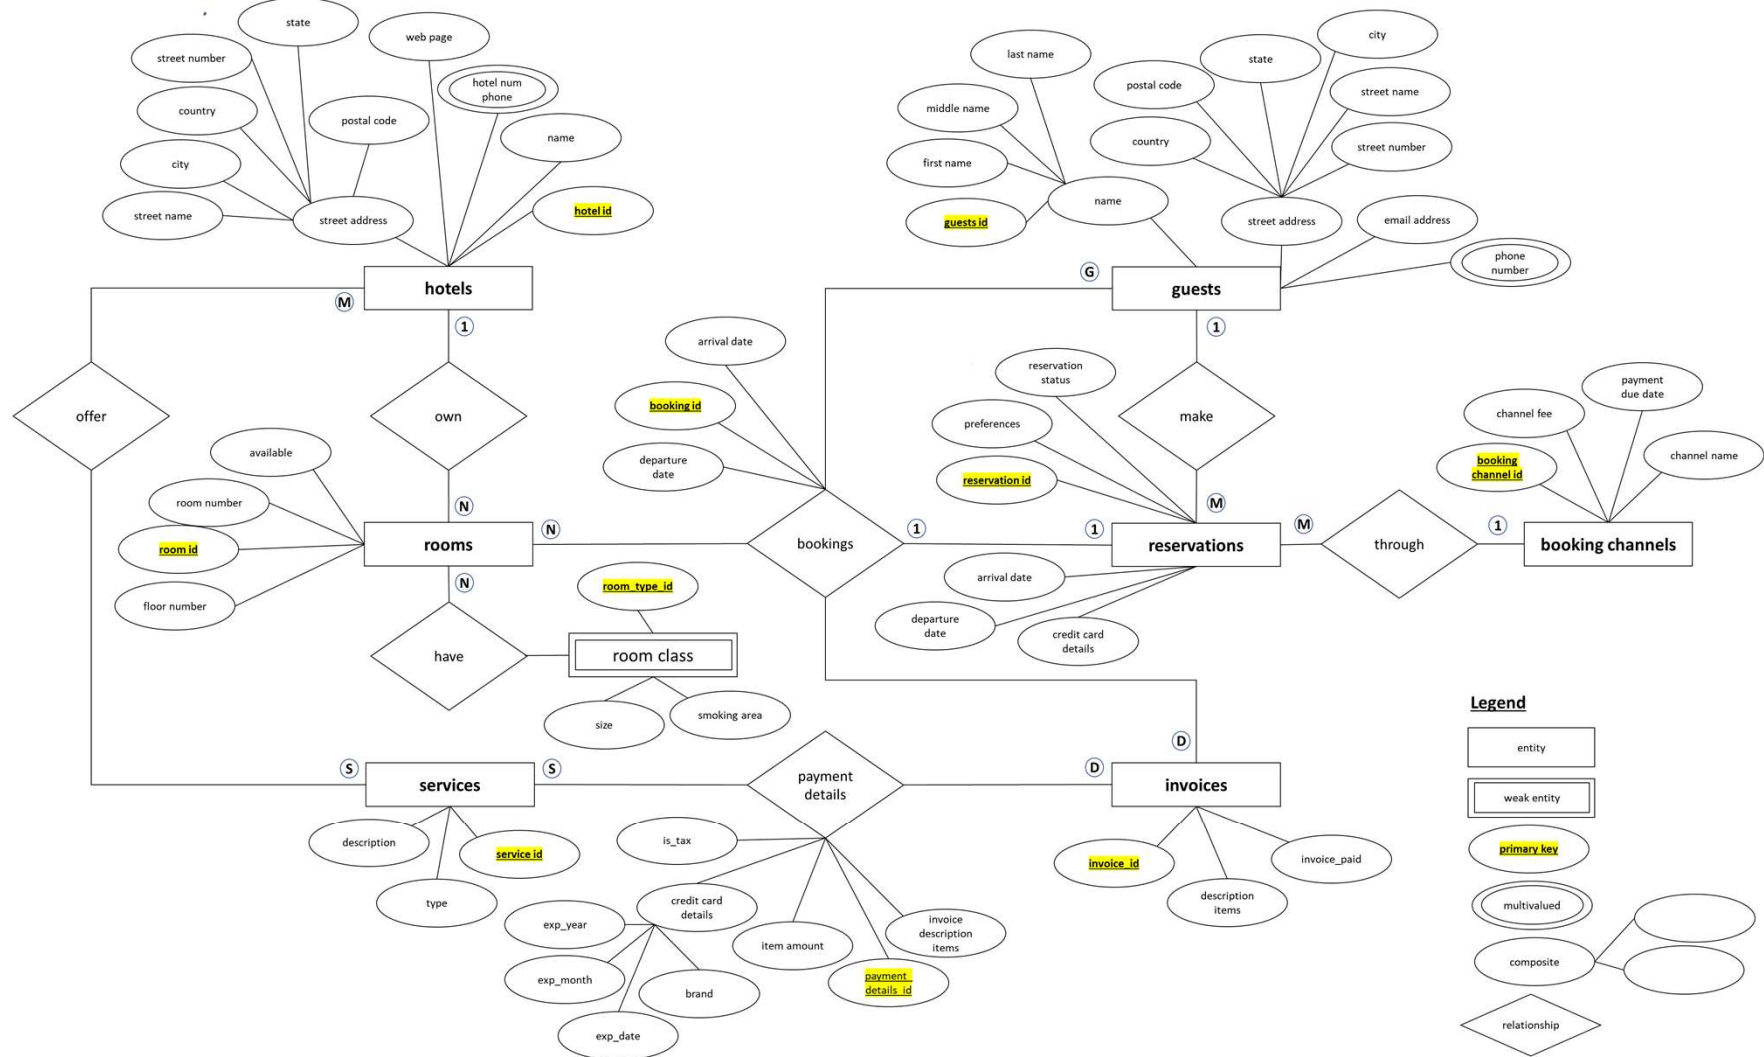 state
web page
street number
hotel num
phone
country
postal code
name
city
street name
street address
hotel id
hotels
M
1
last name
city
state
middle name
postal code
street name
first name
country
street number
guests id
name
street address
email address
phone
number
G
guests
1
offer
own
arrival date
booking id
departure
date
reservation
status
preferences
reservation id
make
payment
due date
channel fee
booking
channel id
channel name
available
room number
room id
floor number
N
rooms
N
N
bookings
1
1
M
reservations
M
through
1
booking channels
arrival date
departure
date
credit card
details
room_type_id
have
room class
size
smoking area
S
services
S
payment
details
D
D
invoices
description
type
service id
is_tax
credit card
details
exp_year
exp_month
exp_date
brand
item amount
payment_
details_id
invoice
description
items
invoice_id
description
items
invoice_paid
Legend
entity
weak entity
primary key
multivalued
composite
relationship